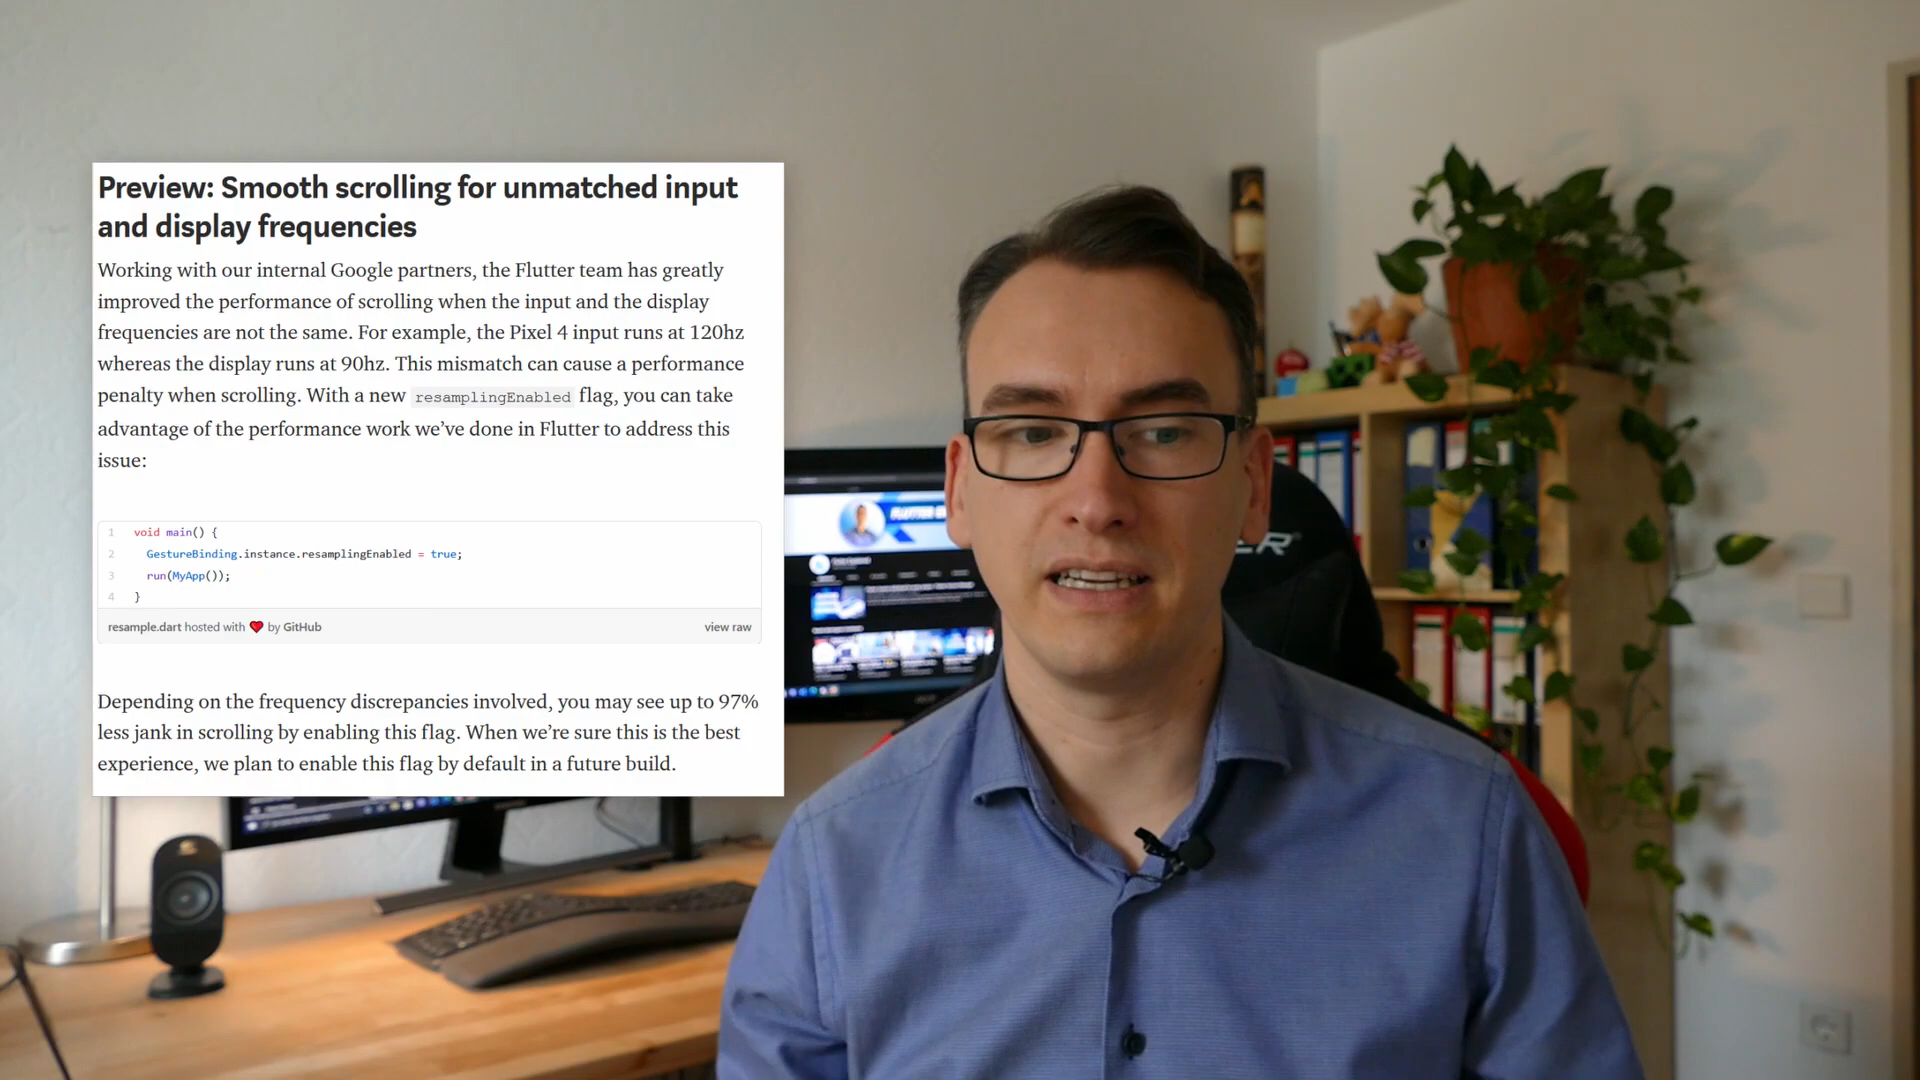 Preview: Smooth scrolling for unmatched input
and display frequencies
Working with our internal Google partners, the Flutter team has greatly
improved the performance of scrolling when the input and the display
frequencies are not the same. For example, the Pixel 4 input runs at 120hz
whereas the display runs at 90hz. This mismatch can cause a performance
penalty when scrolling. With a new resamplingEnabled flag, you can take
advantage of the performance work we’ve done in Flutter to address this
issue:
1 void main() {
2 GestureBinding.instance.resamplingEnabled = true;
3 run(MyApp());
4 }
resample.dart hosted with ❤ by GitHub view raw
Depending on the frequency discrepancies involved, you may see up to 97%
less jank in scrolling by enabling this flag. When we’re sure this is the best
experience, we plan to enable this flag by default in a future build.
FLUTTER